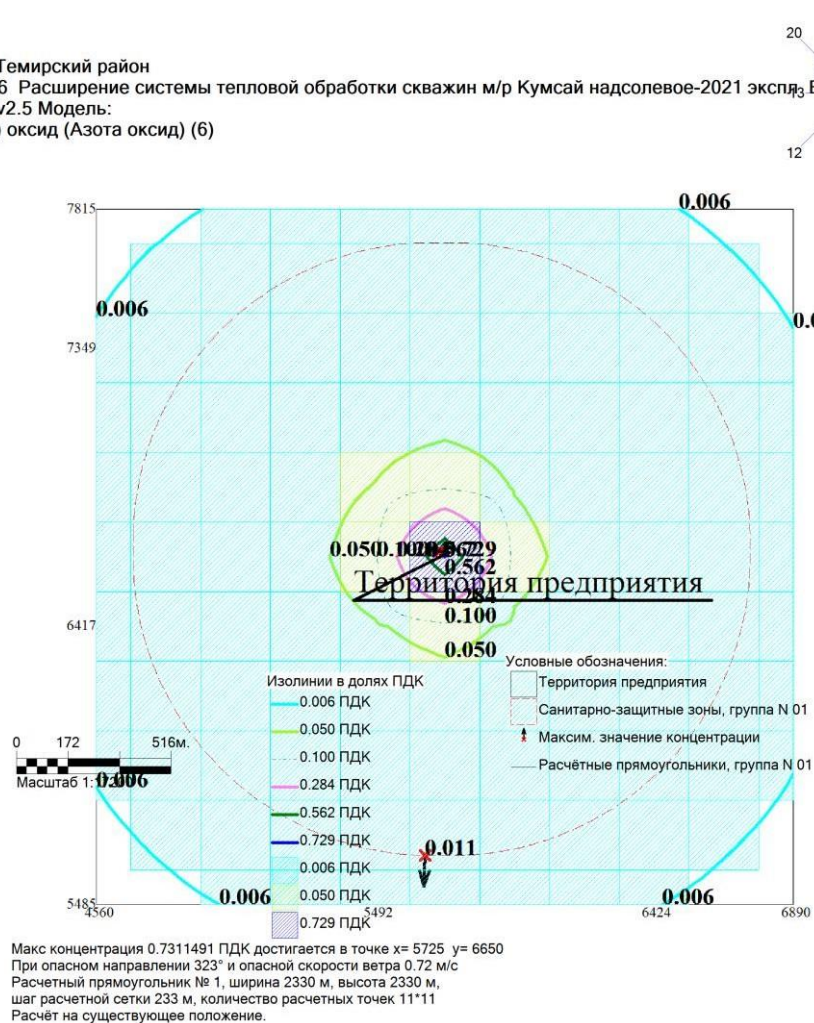 20
Темирский район
6 Расширение системы тепловой обработки скважин м/р Кумсай надсолевое-2021 экспл
13
v2.5 Модель:
оксид (Азота оксид) (6)
12
7815
0.006
0.006
7349
0.050
0.729
0.562
Территория предприятия
0.284
0.100
6417
0.050
Условные обозначения:
Территория предприятия
Санитарно-защитные зоны, группа N 01
Максим. значение концентрации
Расчётные прямоугольники, группа N 01
Изолинии в долях ПДК
0.006 ПДК
0.050 ПДК
0.100 ПДК
0.284 ПДК
0.562 ПДК
0.729 ПДК
0.006 ПДК
0.050 ПДК
0.729 ПДК
0 172 516м.
Масштаб
0.006
0.011
0.006
0.006
5485
4560 5492 6424 6890
Макс концентрация 0.7311491 ПДК достигается в точке x= 5725 y= 6650
При опасном направлении 323° и опасной скорости ветра 0.72 м/с
Расчетный прямоугольник № 1, ширина 2330 м, высота 2330 м,
шаг расчетной сетки 233 м, количество расчетных точек 11*11
Расчёт на существующее положение.